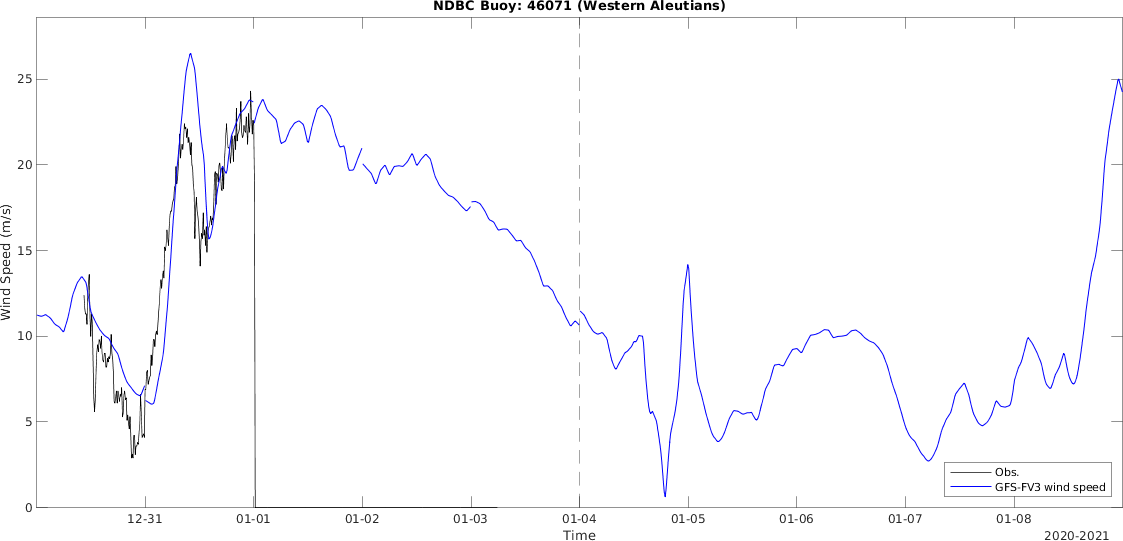 NDBC Buoy: 46071 (Western Aleutians)
Wind Speed (m/s)
25
20
15
10
5
0
12-31 01-01 01-02 01-03 01-04 01-05 01-06 01-07 01-08
Time
2020-2021
Obs.
GFS-FV3 wind speed